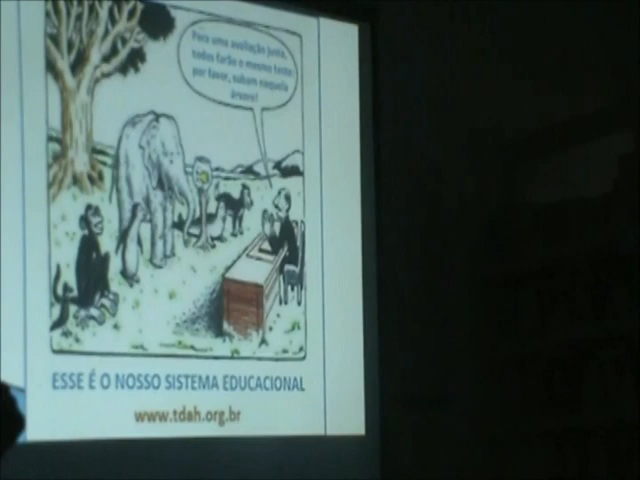 Para uma avaliação justa,
todos farão o mesmo teste:
por favor, subam naquela
árvore!
ESSE É O NOSSO SISTEMA EDUCACIONAL
www.tdah.org.br